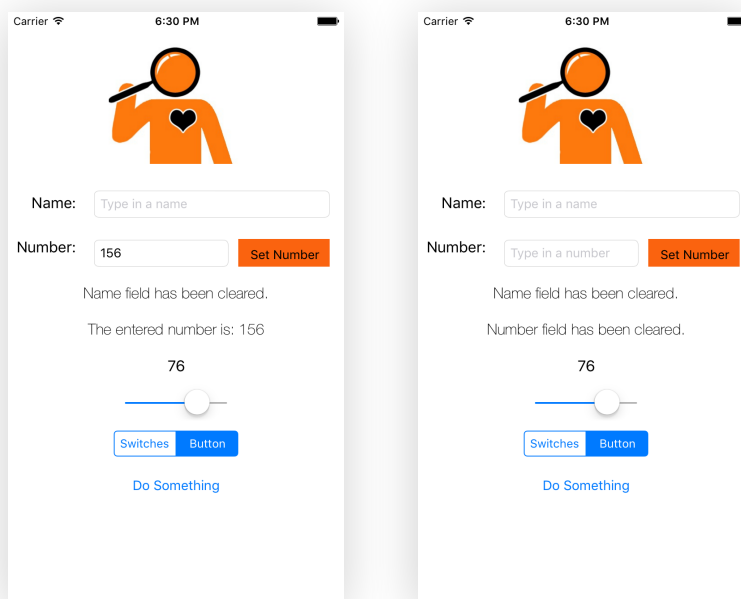 Carrier 6:30 PM
Name: Type in a name
Number: 156 Set Number
Name field has been cleared.
The entered number is: 156
76
Switches Button
Do Something
Carrier 6:30 PM
Name: Type in a name
Number: Type in a number Set Number
Name field has been cleared.
Number field has been cleared.
76
Switches Button
Do Something